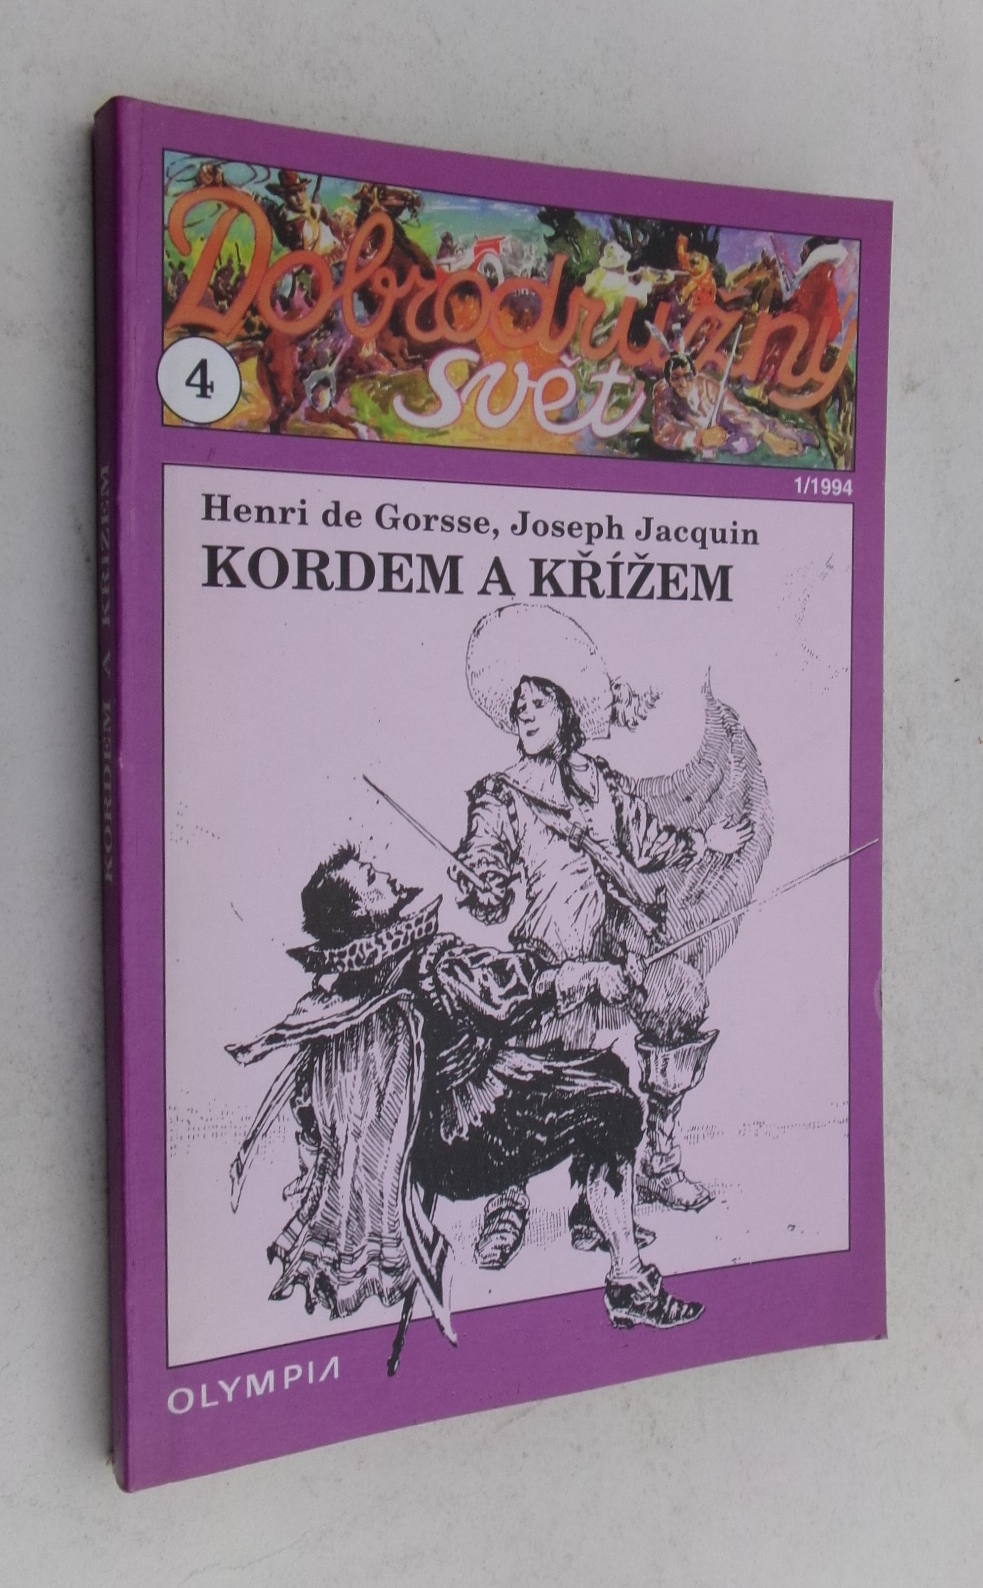 Dobrodružný
svět
4
1/1994
Henri de Gorsse, Joseph Jacquin
KORDEM A KŘÍŽEM
OLYMPIA
KORDEM A KŘÍŽEM